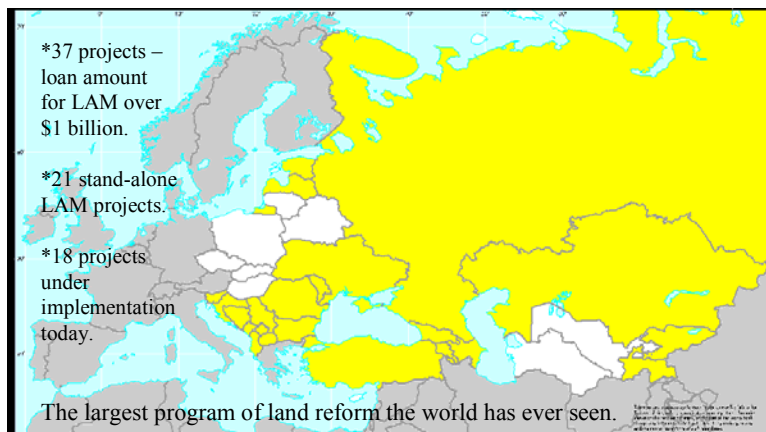 *37 projects –
loan amount
for LAM over
$1 billion.
*21 stand-alone
LAM projects.
*18 projects
under
implementation
today.
The largest program of land reform the world has ever seen.